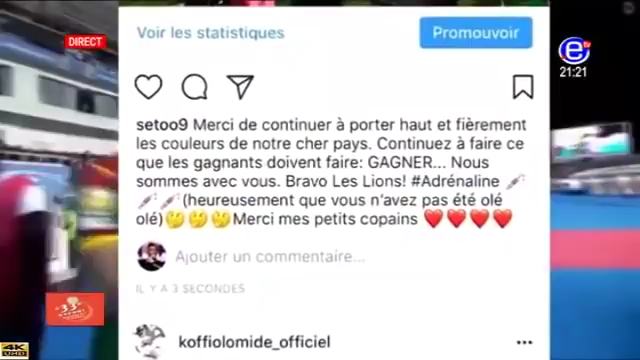 DIRECT
Voir les statistiques
Promouvoir
e
21:21
setoo9 Merci de continuer à porter haut et fièrement
les couleurs de notre cher pays. Continuez à faire ce
que les gagnants doivent faire: GAGNER... Nous
sommes avec vous. Bravo Les Lions! #Adrénaline 💉
💉💉(heureusement que vous n'avez pas été olé
olé)🤔🤔🤔Merci mes petits copains ❤️❤️❤️❤️
Ajouter un commentaire...
IL Y A 3 SECONDES
33
koffiolomide_officiel
4K
UHD